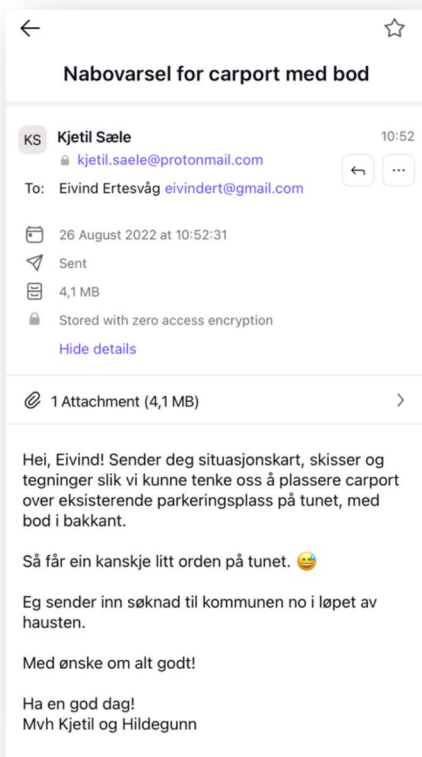 Nabovarsel for carport med bod
KS
Kjetil Sæle
10:52
kjetil.saele@protonmail.com
To: Eivind Ertesvåg eivindert@gmail.com
26 August 2022 at 10:52:31
Sent
4,1 MB
Stored with zero access encryption
Hide details
1 Attachment (4,1 MB)
Hei, Eivind! Sender deg situasjonskart, skisser og
tegninger slik vi kunne tenke oss å plassere carport
over eksisterende parkeringsplass på tunet, med
bod i bakkant.
Så får ein kanskje litt orden på tunet. 😅
Eg sender inn søknad til kommunen no i løpet av
hausten.
Med ønske om alt godt!
Ha en god dag!
Mvh Kjetil og Hildegunn